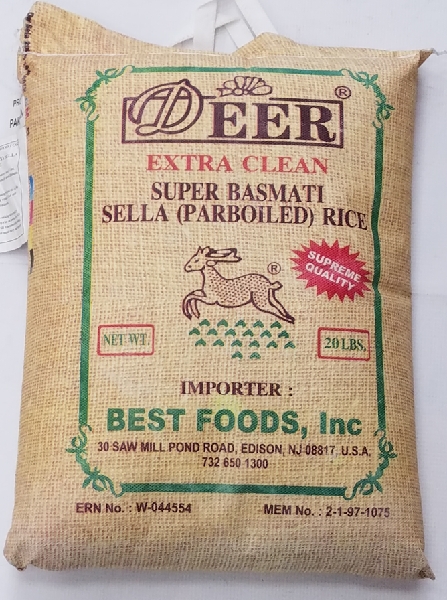 DEER®
EXTRA CLEAN
SUPER BASMATI
SELLA (PARBOILED) RICE
SUPREME
QUALITY
®
NET WT.
20 LBS.
IMPORTER :
BEST FOODS, Inc
30 SAW MILL POND ROAD, EDISON, NJ 08817, U.S.A.
732 650 1300
ERN No. : W-044554
MEM No. : 2-1-97-1075